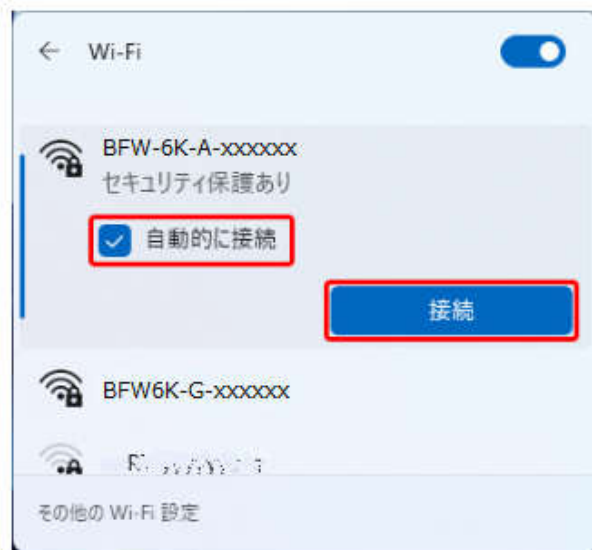 Wi-Fi
BFW-6K-A-xxxxxx
セキュリティ保護あり
自動的に接続
接続
BFW6K-G-xxxxxx
その他の Wi-Fi 設定